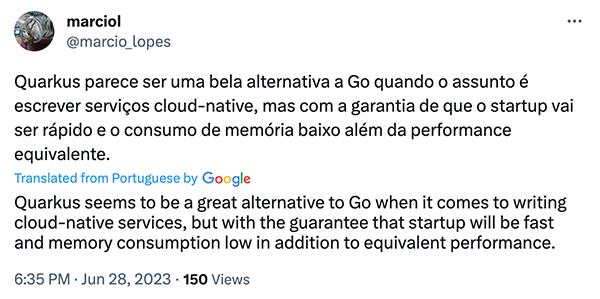 marciol
@marcio_lopes
Quarkus parece ser uma bela alternativa a Go quando o assunto é
escrever serviços cloud-native, mas com a garantia de que o startup vai
ser rápido e o consumo de memória baixo além da performance
equivalente.
Translated from Portuguese by Google
Quarkus seems to be a great alternative to Go when it comes to writing
cloud-native services, but with the guarantee that startup will be fast
and memory consumption low in addition to equivalent performance.
6:35 PM · Jun 28, 2023 · 150 Views